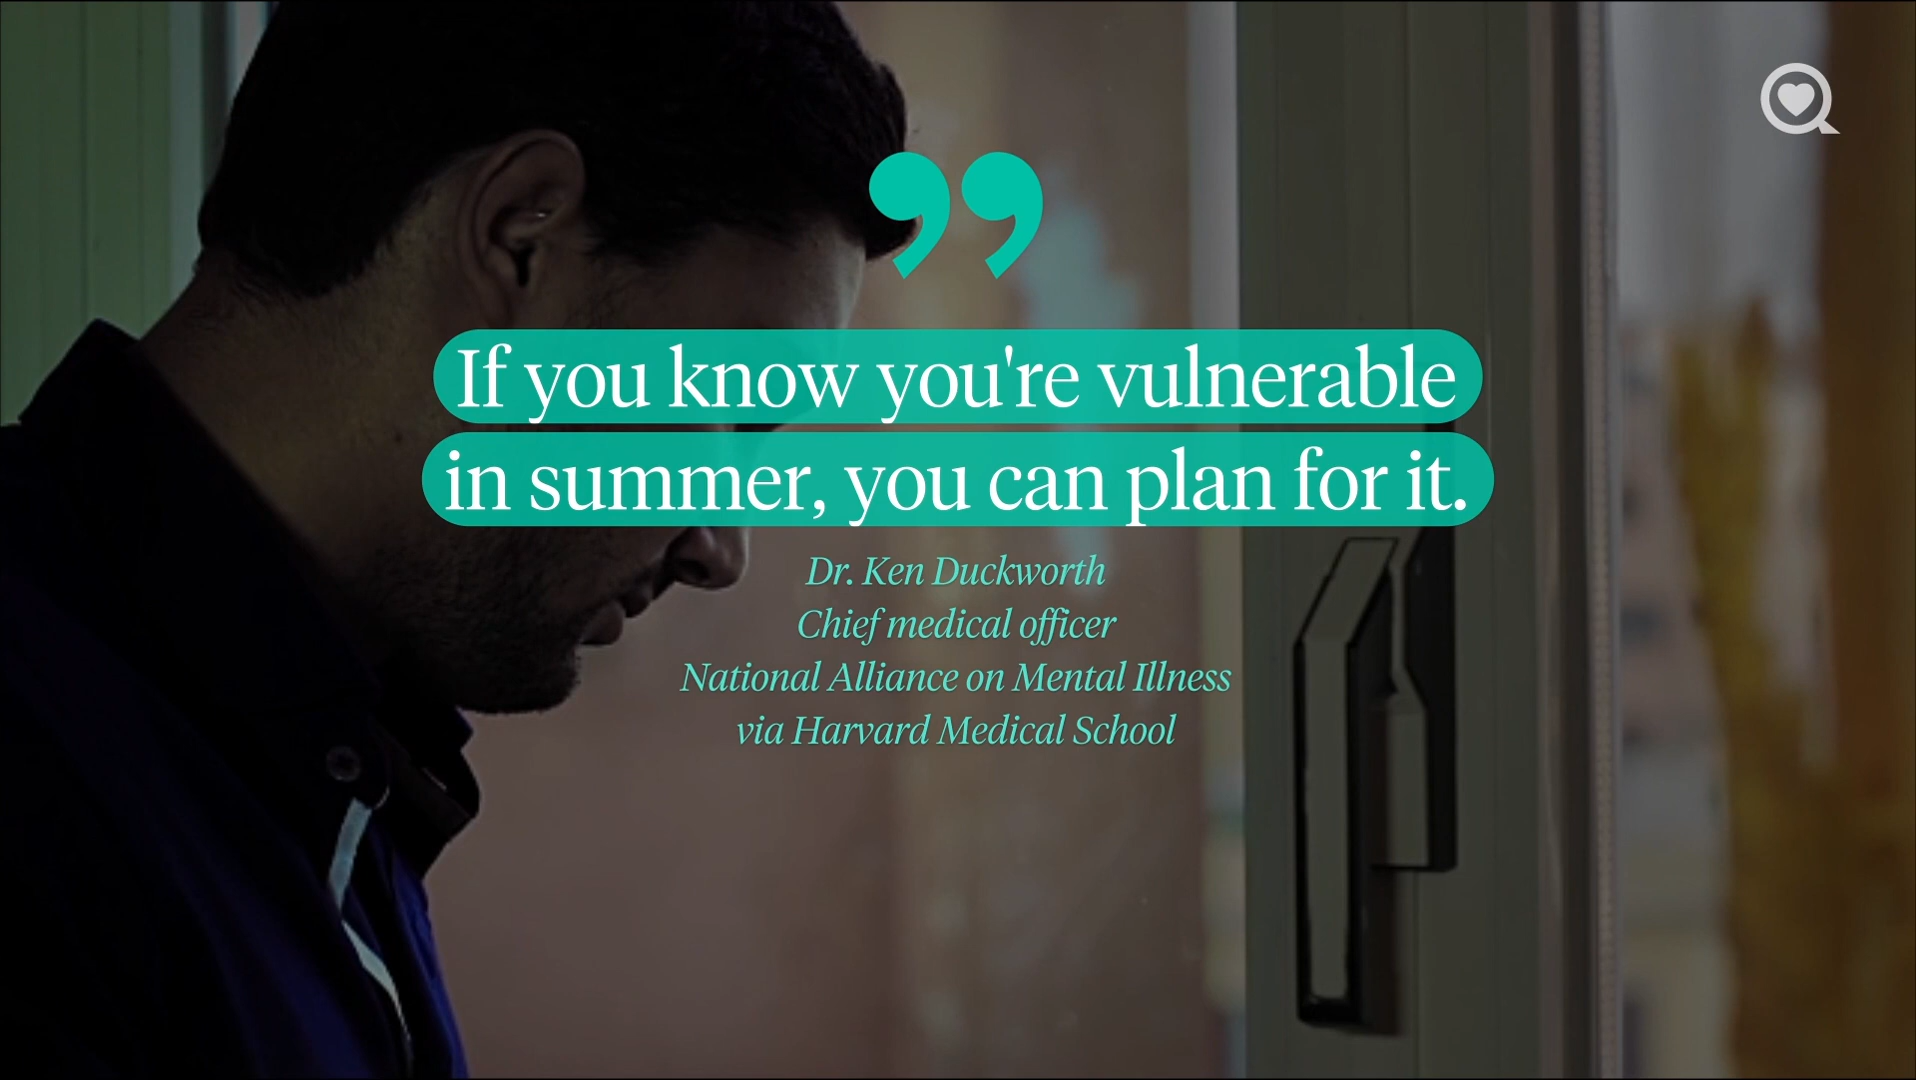 If you know you're vulnerable
in summer, you can plan for it.
Dr. Ken Duckworth
Chief medical officer
National Alliance on Mental Illness
via Harvard Medical School